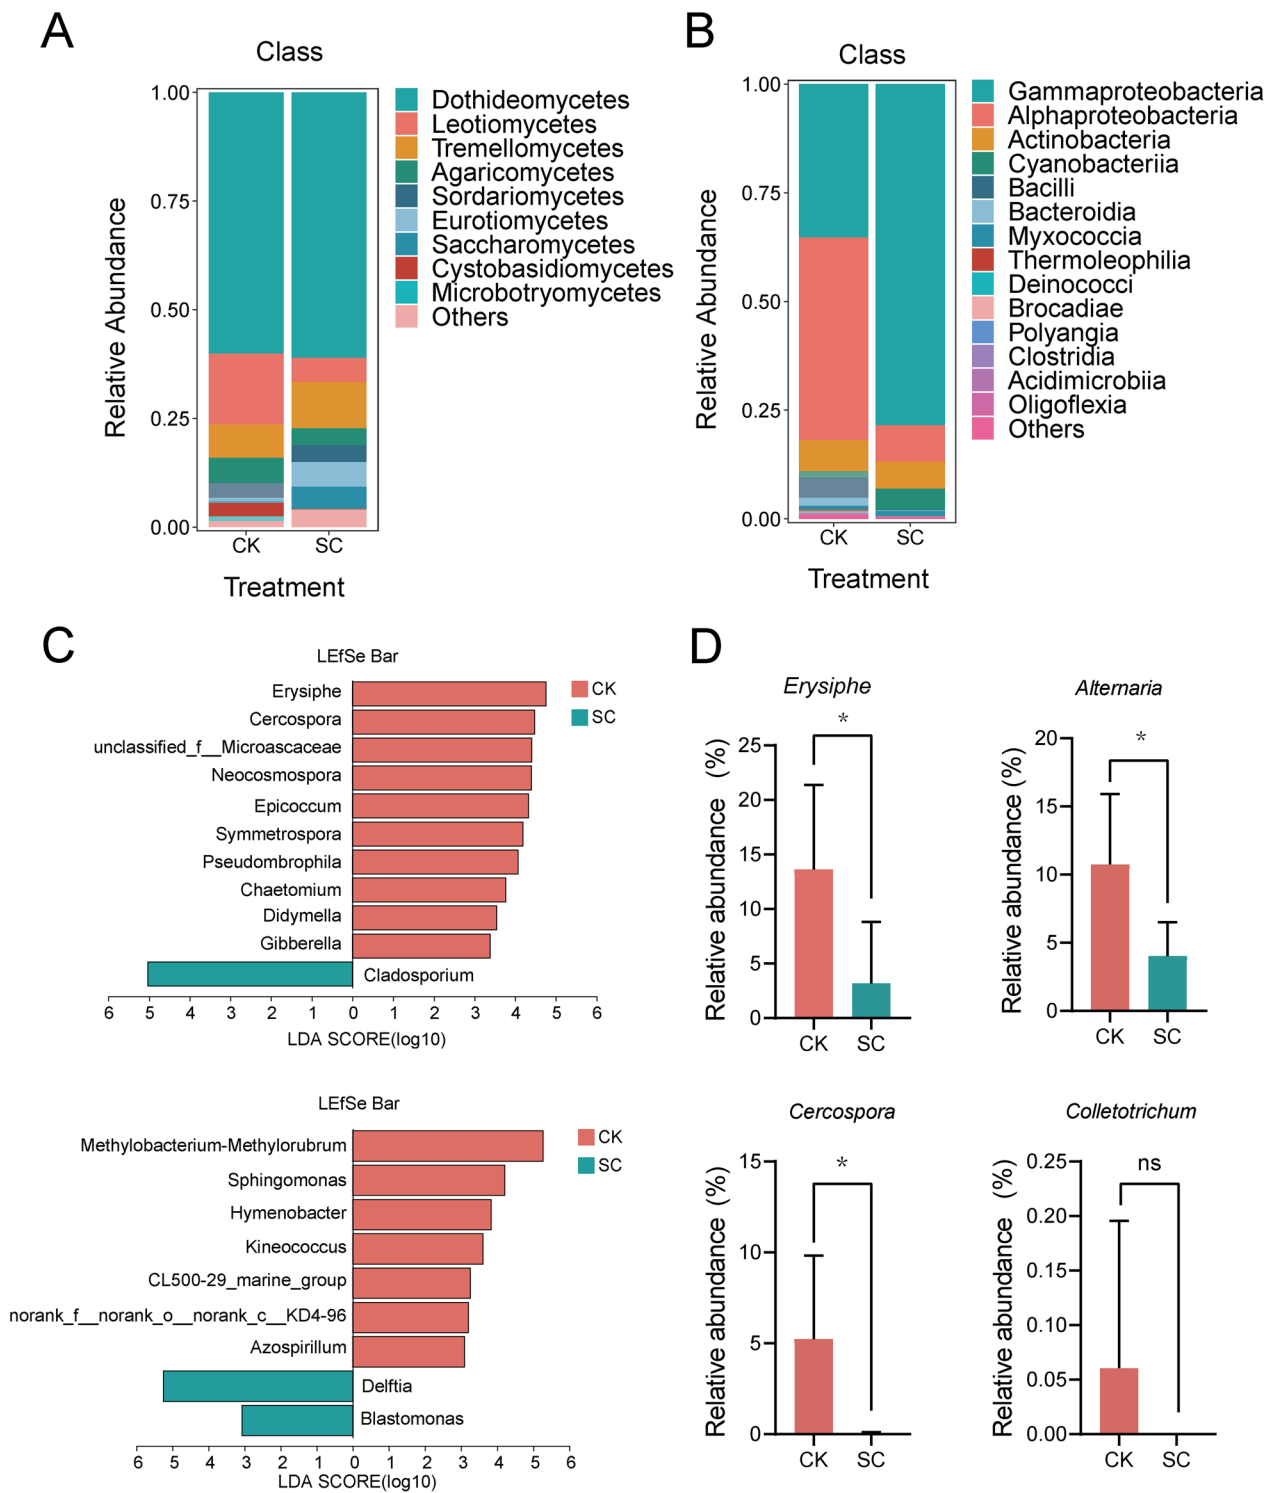 A
Class
Relative Abundance
1.00
0.75
0.50
0.25
0.00
CK
SC
Treatment
Dothideomycetes
Leotiomycetes
Tremellomycetes
Agaricomycetes
Sordariomycetes
Eurotiomycetes
Saccharomycetes
Cystobasidiomycetes
Microbotryomycetes
Others
B
Class
Relative Abundance
1.00
0.75
0.50
0.25
0.00
CK
SC
Treatment
Gammaproteobacteria
Alphaproteobacteria
Actinobacteria
Cyanobacteriia
Bacilli
Bacteroidia
Myxococcia
Thermoleophilia
Deinococci
Brocadiae
Polyangia
Clostridia
Acidimicrobiia
Oligoflexia
Others
C
LEfSe Bar
CK
SC
Erysiphe
Cercospora
unclassified_f__Microascaceae
Neocosmospora
Epicoccum
Symmetrospora
Pseudombrophila
Chaetomium
Didymella
Gibberella
Cladosporium
6 5 4 3 2 1 0 1 2 3 4 5 6
LDA SCORE(log10)
LEfSe Bar
CK
SC
Methylobacterium-Methylorubrum
Sphingomonas
Hymenobacter
Kineococcus
CL500-29_marine_group
norank_f__norank_o__norank_c__KD4-96
Azospirillum
Delftia
Blastomonas
6 5 4 3 2 1 0 1 2 3 4 5 6
LDA SCORE(log10)
D
Erysiphe
*
Relative abundance (%)
25
20
15
10
5
0
CK
SC
Alternaria
*
Relative abundance (%)
20
15
10
5
0
CK
SC
Cercospora
*
Relative abundance (%)
15
10
5
0
CK
SC
Colletotrichum
ns
Relative abundance (%)
0.25
0.20
0.15
0.10
0.05
0.00
CK
SC